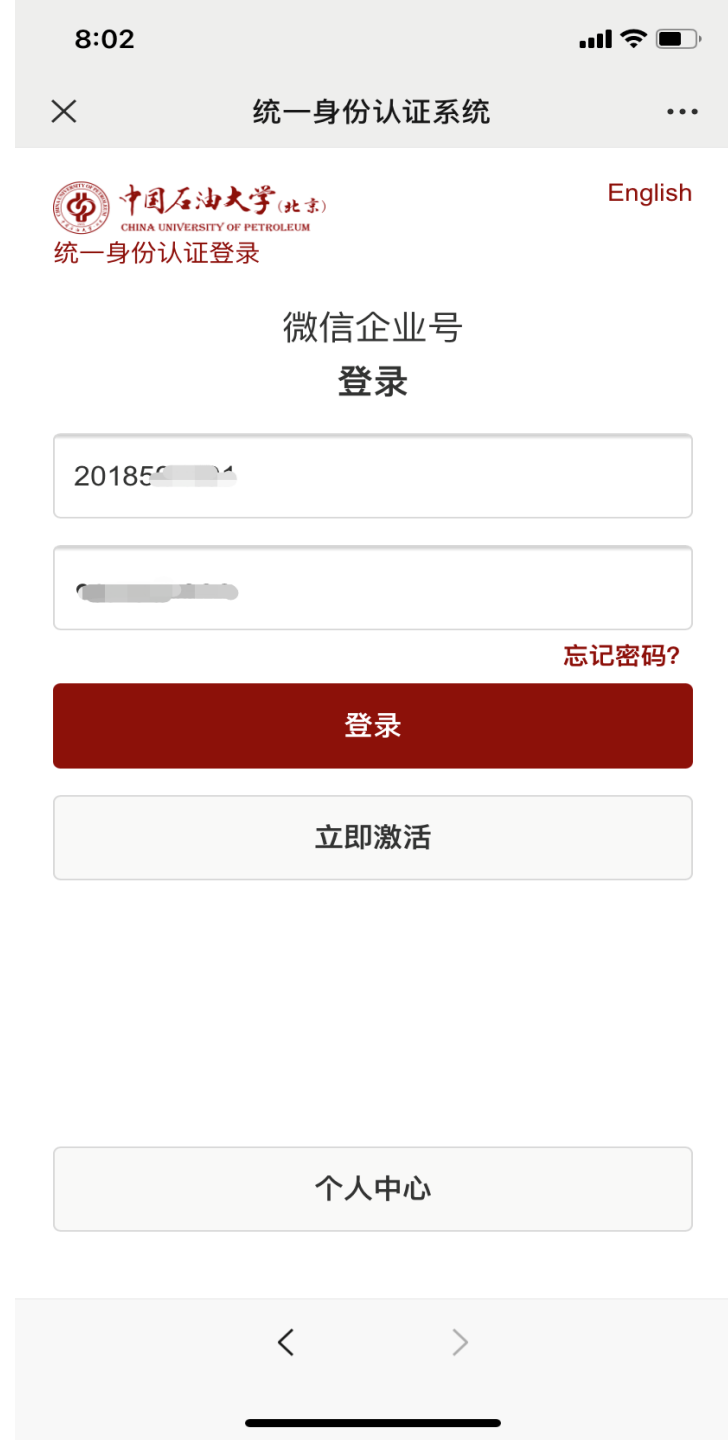 8:02
统一身份认证系统
中国石油大学(北京)
CHINA UNIVERSITY OF PETROLEUM
English
统一身份认证登录
微信企业号
登录
20185
忘记密码?
登录
立即激活
个人中心